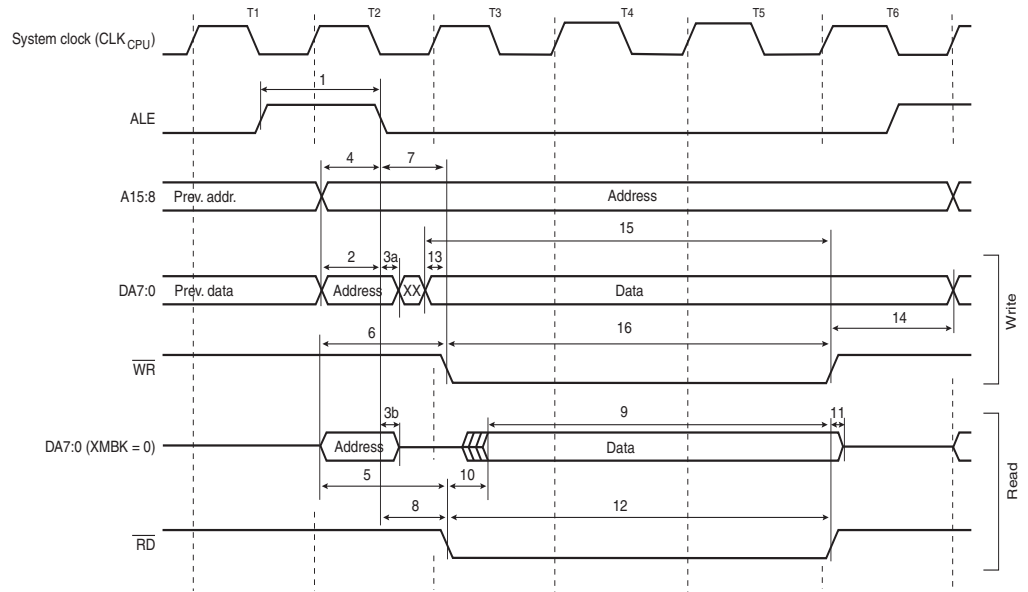 T1 T2 T3 T4 T5 T6
System clock (CLK CPU)
1
ALE
4 7
A15:8 Prev. addr. Address
15
2 3a 13
DA7:0 Prev. data Address XX Data
14
6 16
WR
Write
3b 9 11
DA7:0 (XMBK = 0) Address Data
5 10
8 12
RD
Read